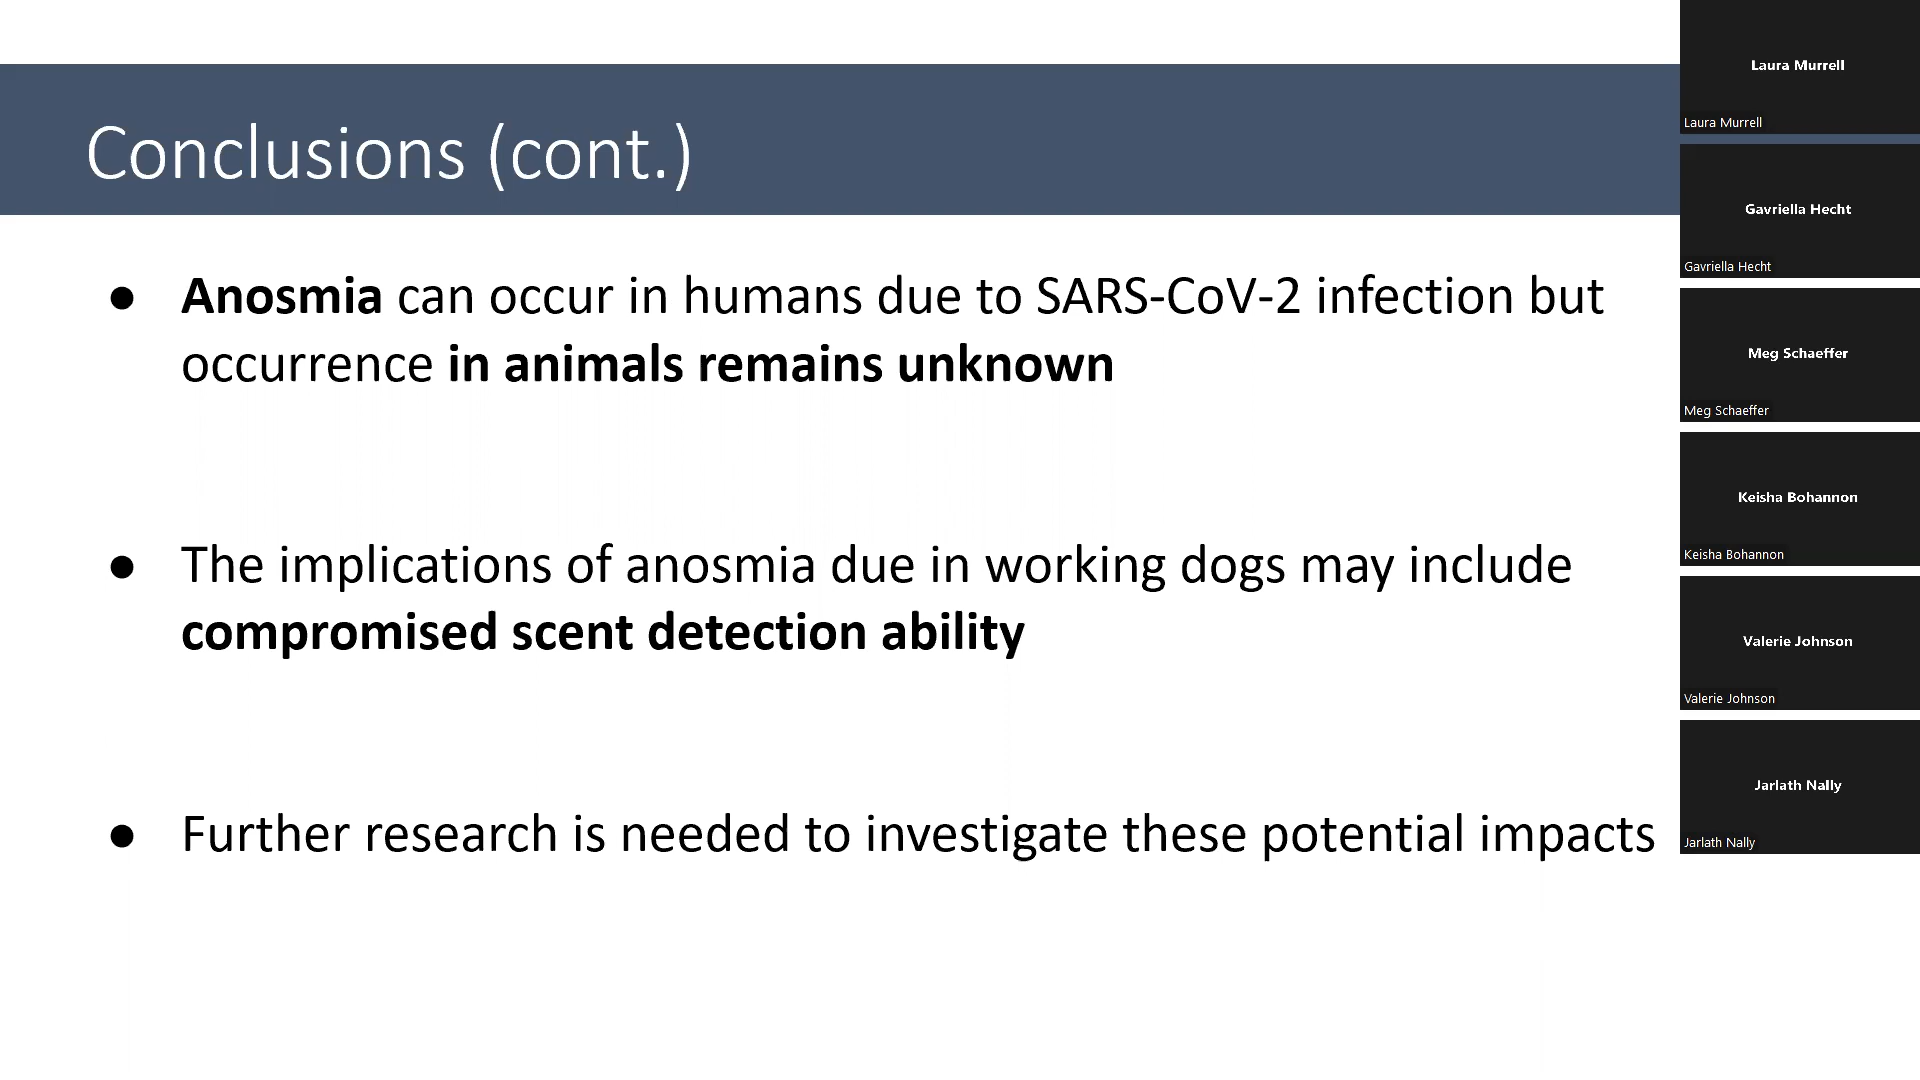 Conclusions (cont.)
● Anosmia can occur in humans due to SARS-CoV-2 infection but
occurrence in animals remains unknown
● The implications of anosmia due in working dogs may include
compromised scent detection ability
● Further research is needed to investigate these potential impacts
Laura Murrell
Laura Murrell
Gavriella Hecht
Gavriella Hecht
Meg Schaeffer
Meg Schaeffer
Keisha Bohannon
Keisha Bohannon
Valerie Johnson
Valerie Johnson
Jarlath Nally
Jarlath Nally